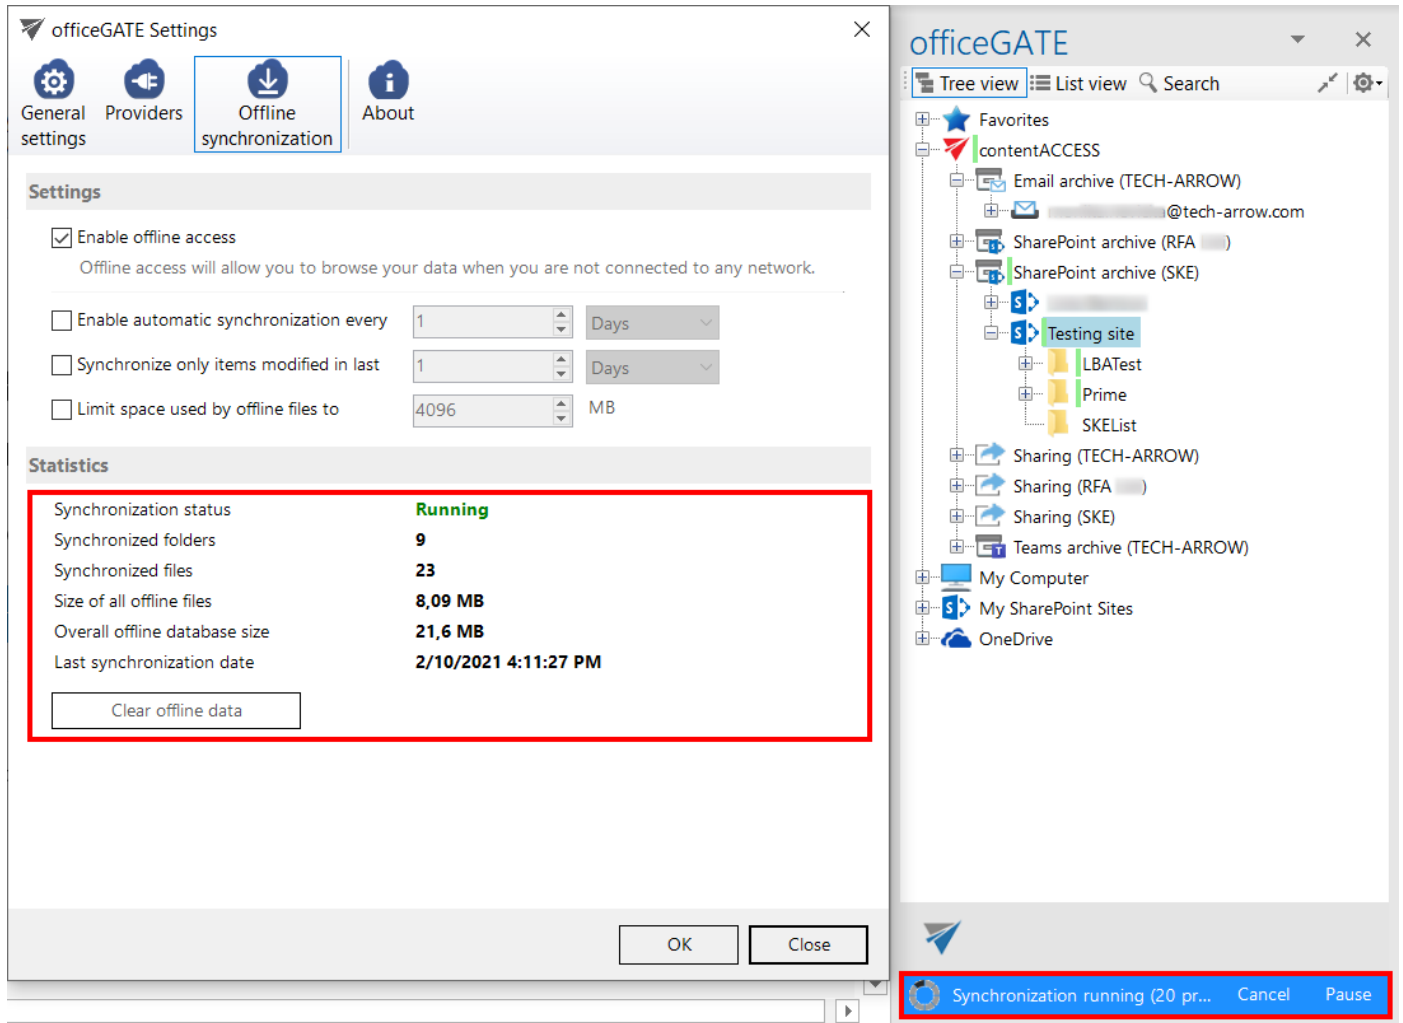 officeGATE Settings
General settings
Providers
Offline synchronization
About
Settings
Enable offline access
Offline access will allow you to browse your data when you are not connected to any network.
Enable automatic synchronization every 1 Days
Synchronize only items modified in last 1 Days
Limit space used by offline files to 4096 MB
Statistics
Synchronization status Running
Synchronized folders 9
Synchronized files 23
Size of all offline files 8,09 MB
Overall offline database size 21,6 MB
Last synchronization date 2/10/2021 4:11:27 PM
Clear offline data
OK Close
officeGATE
Tree view List view Search
Favorites
contentACCESS
Email archive (TECH-ARROW)
@tech-arrow.com
SharePoint archive (RFA )
SharePoint archive (SKE)
Testing site
LBATest
Prime
SKEList
Sharing (TECH-ARROW)
Sharing (RFA )
Sharing (SKE)
Teams archive (TECH-ARROW)
My Computer
My SharePoint Sites
OneDrive
Synchronization running (20 pr... Cancel Pause